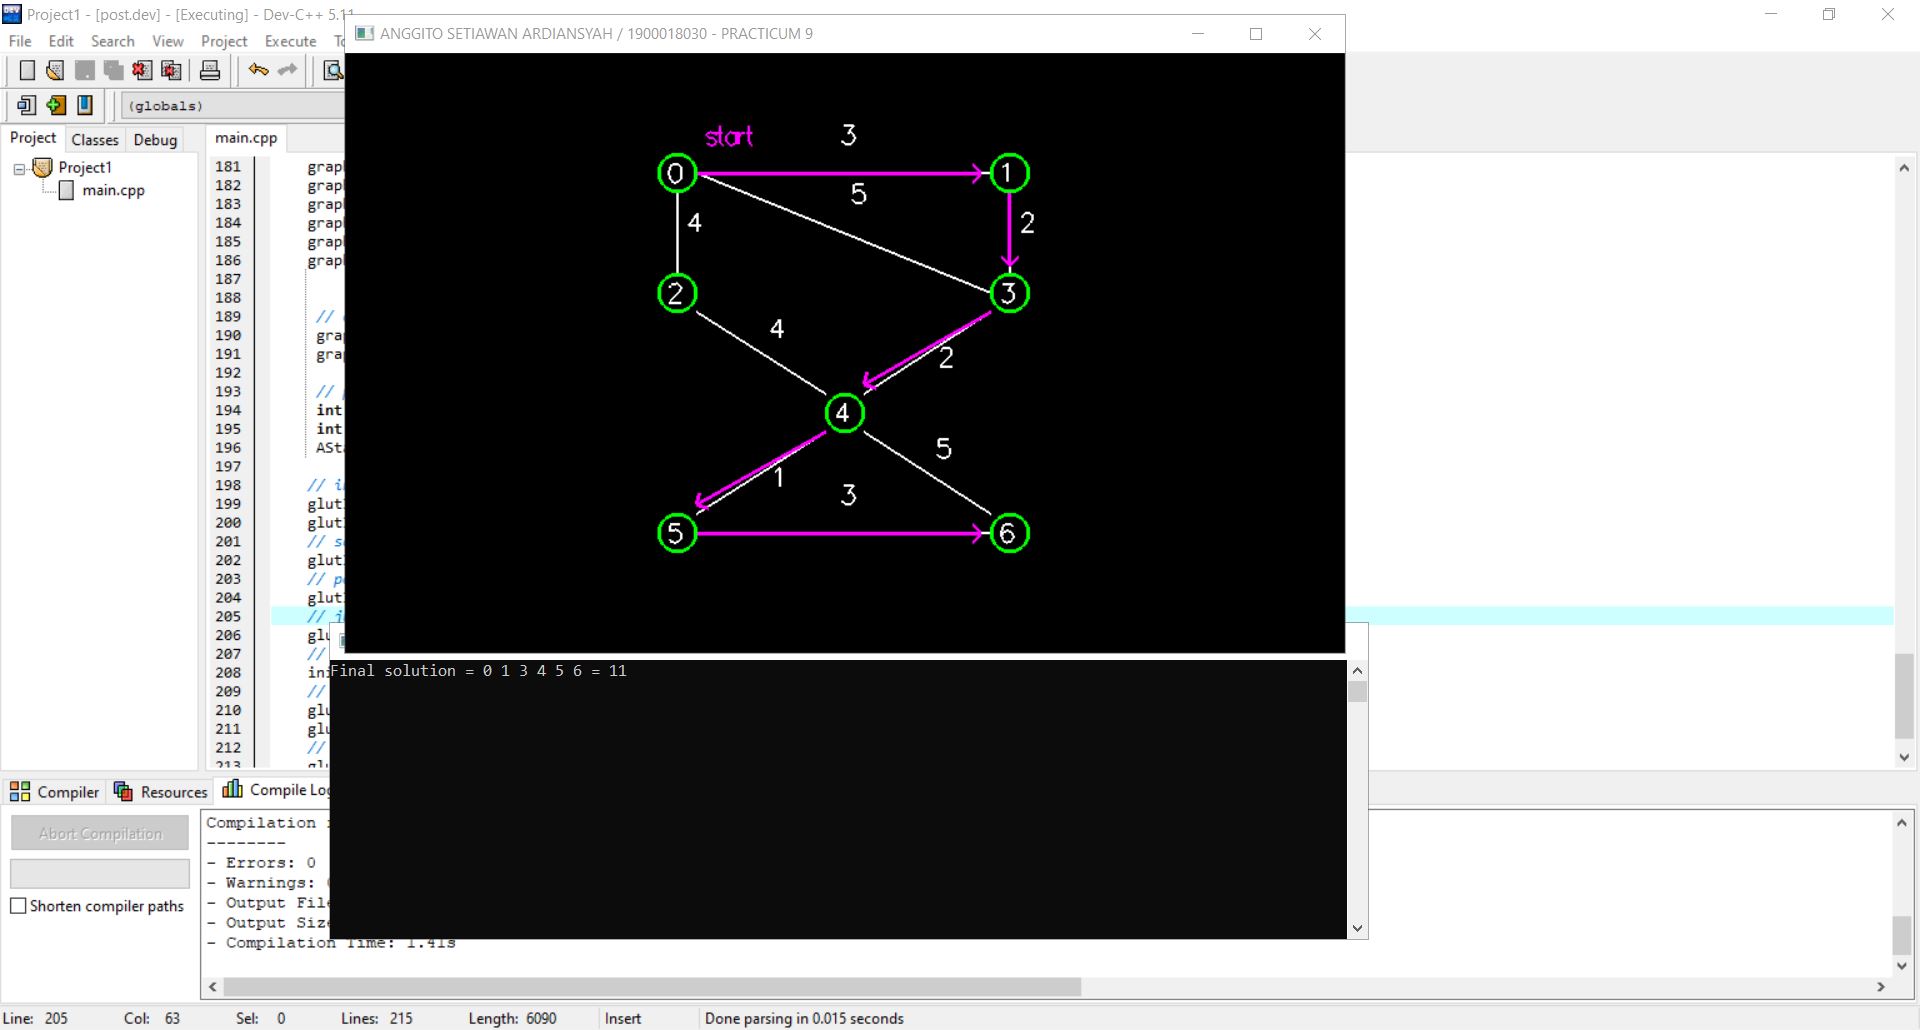 Project1 - [post.dev] - [Executing] - Dev-C++ 5.11
File Edit Search View Project Execute
(globals)
Project Classes Debug
main.cpp
Project1
main.cpp
ANGGITO SETIAWAN ARDIANSYAH / 1900018030 - PRACTICUM 9
start
3
0
1
5
4
2
2
3
4
2
4
5
1
3
5
6
181 grap
182 grap
183 grap
184 grap
185 grap
186 grap
187
188
189 //
190 gra
191 gra
192
193 //
194 int
195 int
196 ASt
197
198 // i
199 glut
200 glut
201 // s
202 glut
203 // p
204 glut
205 // i
206 glu
207 //
208 ini
209 //
210 glu
211 glu
212 //
213
Final solution = 0 1 3 4 5 6 = 11
Compiler Resources Compile Log
Abort Compilation
Shorten compiler paths
Compilation
--------
- Errors: 0
- Warnings:
- Output File
- Output Size
- Compilation Time: 1.41s
Line: 205 Col: 63 Sel: 0 Lines: 215 Length: 6090 Insert Done parsing in 0.015 seconds